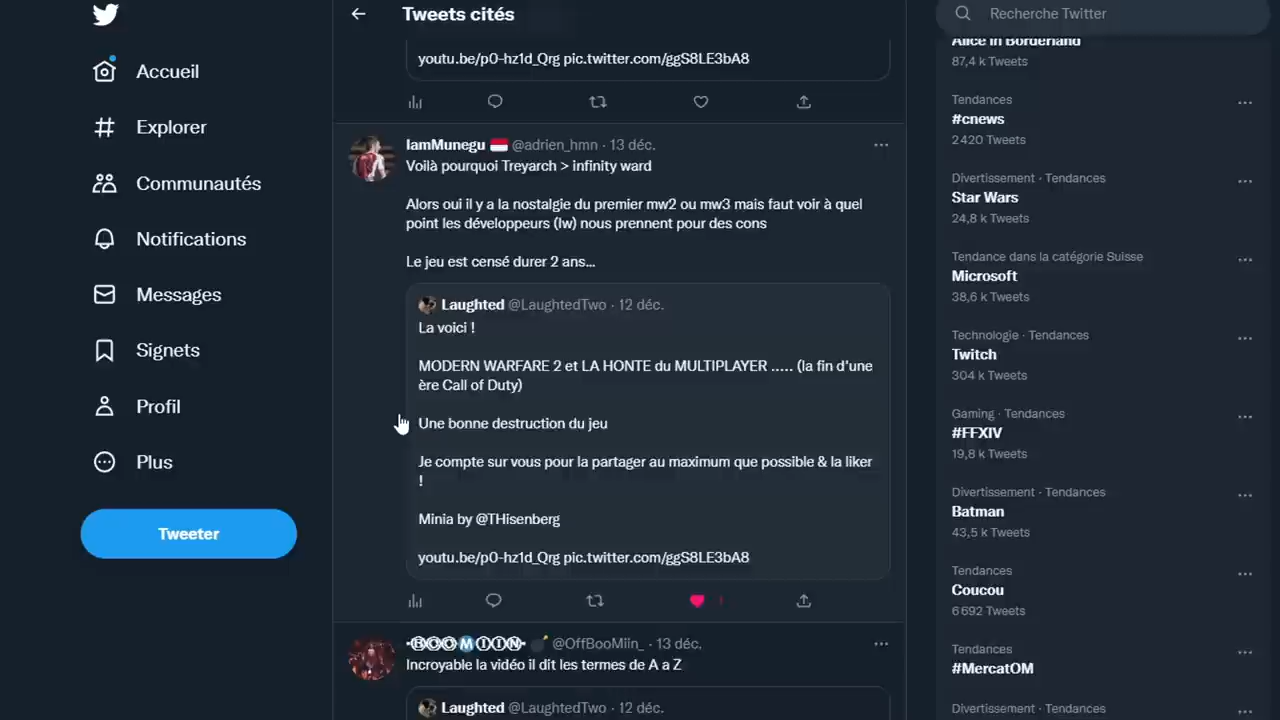 Tweets cités
Recherche Twitter
Accueil
Explorer
Communautés
Notifications
Messages
Signets
Profil
Plus
Tweeter
youtu.be/p0-hz1d_Qrg pic.twitter.com/ggS8LE3bA8
IamMunegu @adrien_hmn · 13 déc.
Voilà pourquoi Treyarch > infinity ward
Alors oui il y a la nostalgie du premier mw2 ou mw3 mais faut voir à quel
point les développeurs (Iw) nous prennent pour des cons
Le jeu est censé durer 2 ans...
Laughted @LaughtedTwo · 12 déc.
La voici !
MODERN WARFARE 2 et LA HONTE du MULTIPLAYER ..... (la fin d'une
ère Call of Duty)
Une bonne destruction du jeu
Je compte sur vous pour la partager au maximum que possible & la liker
!
Minia by @THisenberg
youtu.be/p0-hz1d_Qrg pic.twitter.com/ggS8LE3bA8
-ⒷⓄⓄⓂⒾⒾⓃ- @OffBooMiin_ · 13 déc.
Incroyable la vidéo il dit les termes de A a Z
Laughted @LaughtedTwo · 12 déc.
Alice in Borderland
87,4 k Tweets
Tendances
#cnews
2 420 Tweets
Divertissement · Tendances
Star Wars
24,8 k Tweets
Tendance dans la catégorie Suisse
Microsoft
38,6 k Tweets
Technologie · Tendances
Twitch
304 k Tweets
Gaming · Tendances
#FFXIV
19,8 k Tweets
Divertissement · Tendances
Batman
43,5 k Tweets
Tendances
Coucou
6 692 Tweets
Tendances
#MercatOM
Divertissement · Tendances